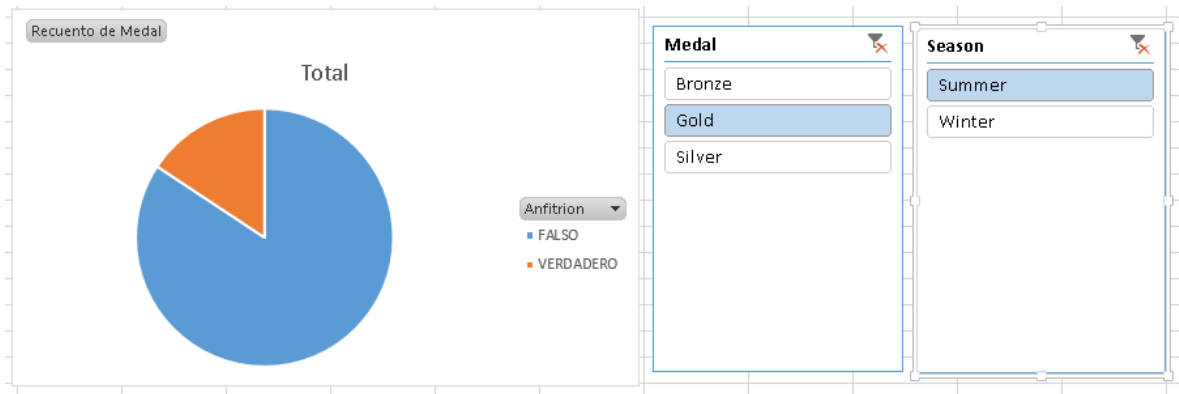 Recuento de Medal
Total
Anfitrion
FALSO
VERDADERO
Medal
Bronze
Gold
Silver
Season
Summer
Winter